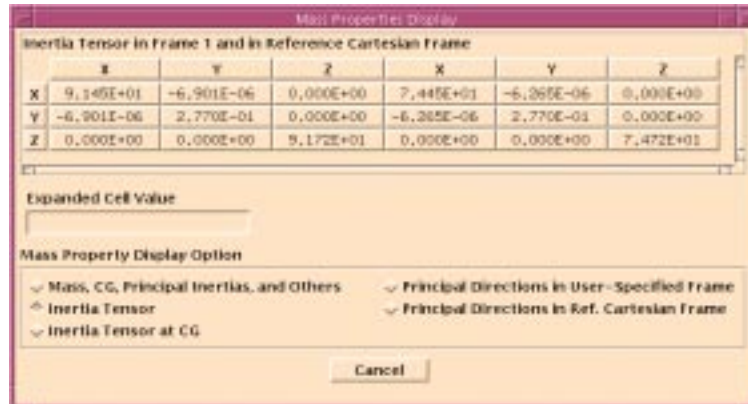 Mass Properties Display
Inertia Tensor in Frame 1 and in Reference Cartesian Frame
X Y Z X Y Z
X 9.145E+01 -6.901E-06 0.000E+00 7.445E+01 -6.265E-06 0.000E+00
Y -6.901E-06 2.770E-01 0.000E+00 -6.265E-06 2.770E-01 0.000E+00
Z 0.000E+00 0.000E+00 9.172E+01 0.000E+00 0.000E+00 7.472E+01
Expanded Cell Value
Mass Property Display Option
Mass, CG, Principal Inertias, and Others Principal Directions in User-Specified Frame
Inertia Tensor Principal Directions in Ref. Cartesian Frame
Inertia Tensor at CG
Cancel